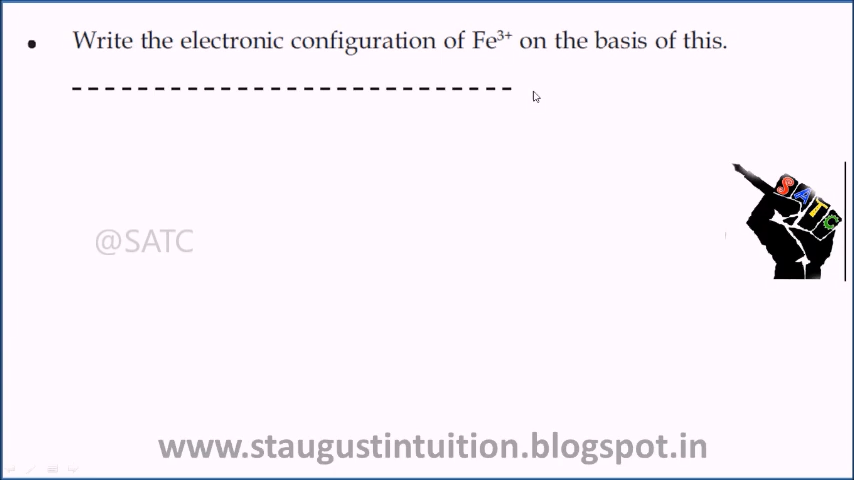 • Write the electronic configuration of Fe³⁺ on the basis of this.
---------------------------
SATC
@SATC
www.staugustintuition.blogspot.in